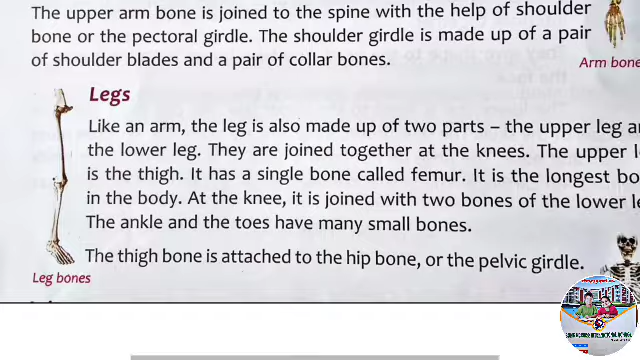 The upper arm bone is joined to the spine with the help of shoulder
bone or the pectoral girdle. The shoulder girdle is made up of a pair
of shoulder blades and a pair of collar bones.
Arm bone
Legs
Like an arm, the leg is also made up of two parts – the upper leg a
the lower leg. They are joined together at the knees. The upper l
is the thigh. It has a single bone called femur. It is the longest bo
in the body. At the knee, it is joined with two bones of the lower le
The ankle and the toes have many small bones.
The thigh bone is attached to the hip bone, or the pelvic girdle.
Leg bones